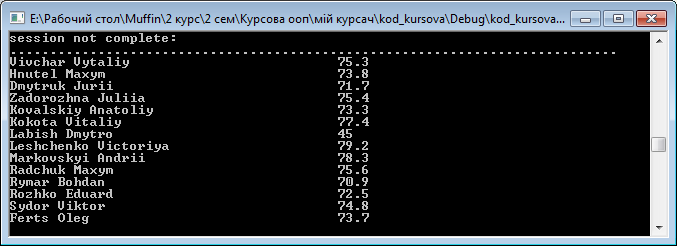 E:\Рабочий стол\Muffin\2 курс\2 сем\Курсова ооп\мій курсач\kod_kursova\Debug\kod_kursova...
session not complete:
----------------------------------------------------------------------------
Vivchar Vytaliy 75.3
Hnutel Maxym 73.8
Dmytruk Jurii 71.7
Zadorozhna Juliia 75.4
Kovalskiy Anatoliy 73.3
Kokota Vitaliy 77.4
Labish Dmytro 45
Leshchenko Victoriya 79.2
Markovskyi Andrii 78.3
Radchuk Maxym 75.6
Rymar Bohdan 70.9
Rozhko Eduard 72.5
Sydor Viktor 74.8
Ferts Oleg 73.7